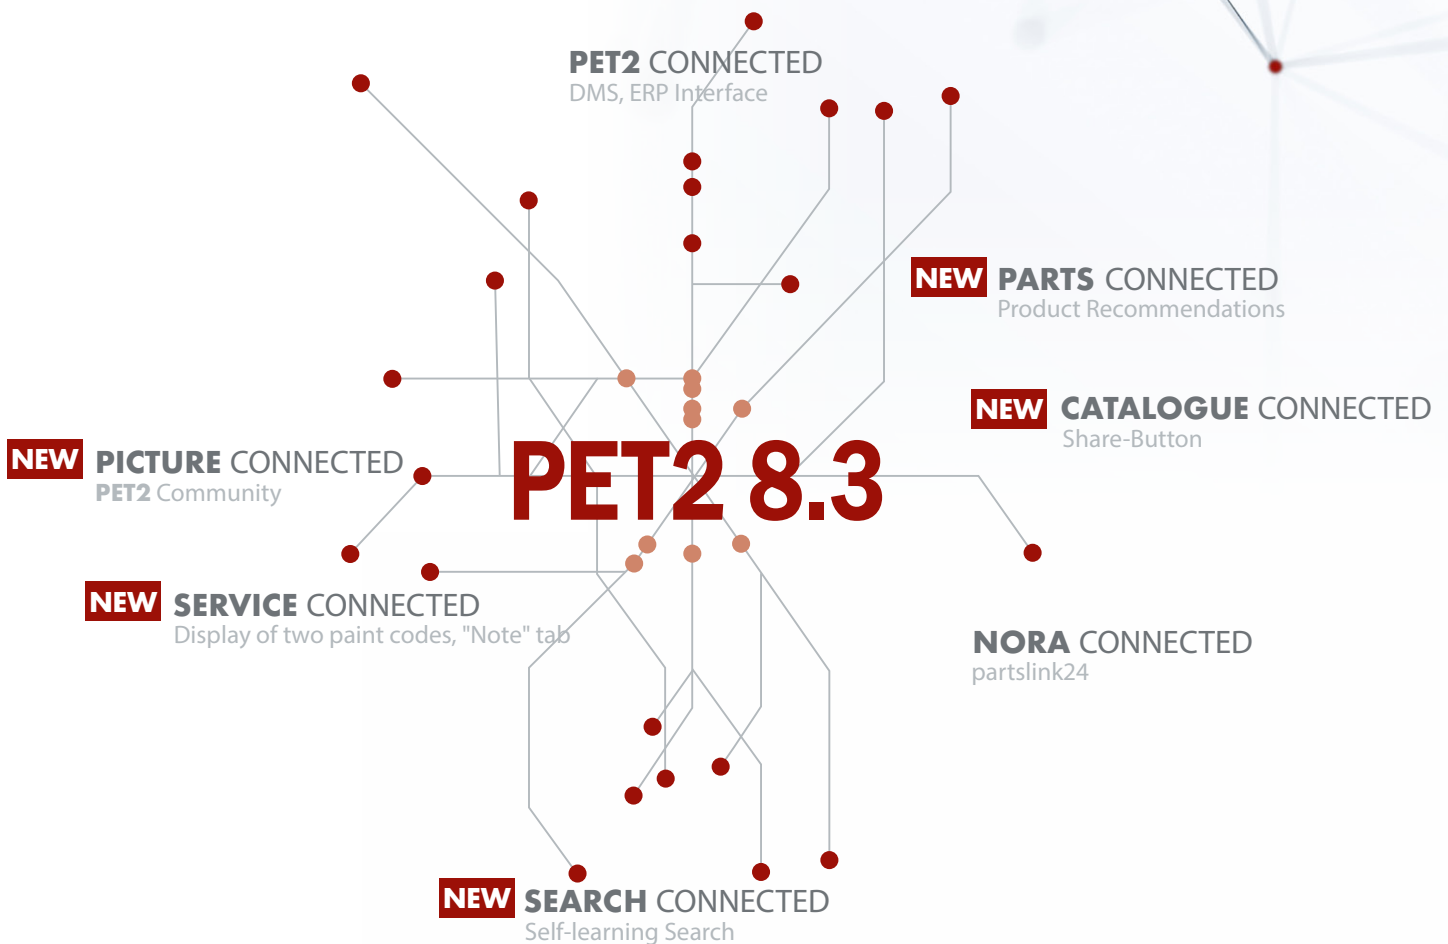 PET2 CONNECTED
DMS, ERP Interface
NEW PARTS CONNECTED
Product Recommendations
NEW CATALOGUE CONNECTED
Share-Button
NEW PICTURE CONNECTED
PET2 Community
PET2 8.3
NEW SERVICE CONNECTED
Display of two paint codes, "Note" tab
NORA CONNECTED
partslink24
NEW SEARCH CONNECTED
Self-learning Search